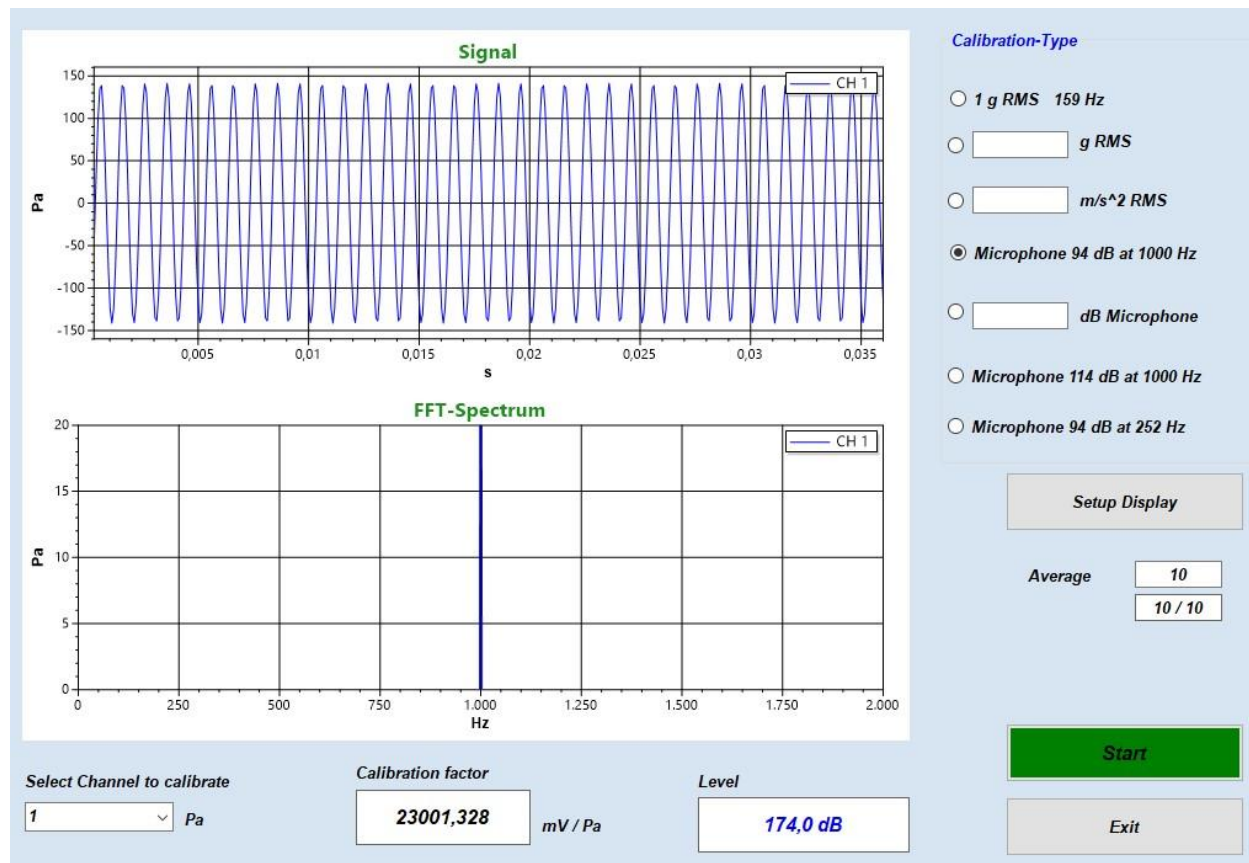 Signal
CH 1
150
100
50
0
-50
-100
-150
Pa
0,005 0,01 0,015 0,02 0,025 0,03 0,035
s
FFT-Spectrum
CH 1
20
15
10
5
0
Pa
0 250 500 750 1.000 1.250 1.500 1.750 2.000
Hz
Select Channel to calibrate
1 Pa
Calibration factor
23001,328 mV / Pa
Level
174,0 dB
Calibration-Type
1 g RMS 159 Hz
g RMS
m/s^2 RMS
Microphone 94 dB at 1000 Hz
dB Microphone
Microphone 114 dB at 1000 Hz
Microphone 94 dB at 252 Hz
Setup Display
Average 10
10 / 10
Start
Exit